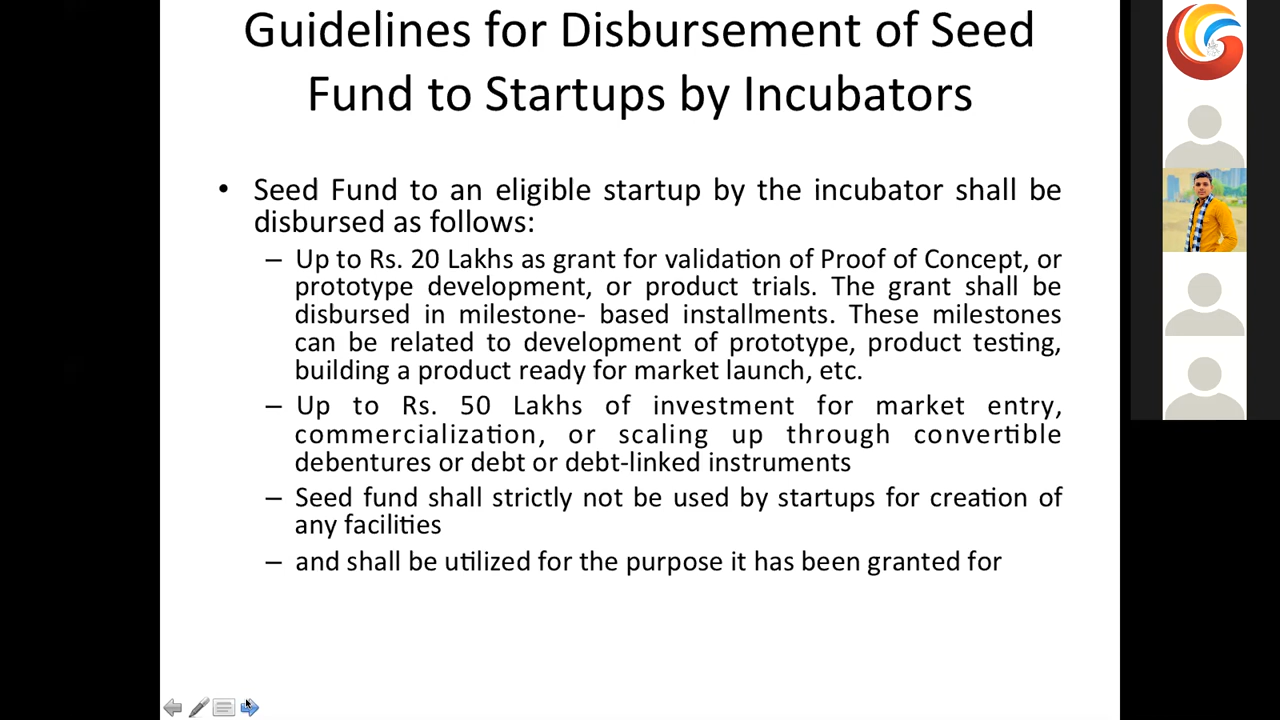 Guidelines for Disbursement of Seed
Fund to Startups by Incubators
• Seed Fund to an eligible startup by the incubator shall be
disbursed as follows:
– Up to Rs. 20 Lakhs as grant for validation of Proof of Concept, or
prototype development, or product trials. The grant shall be
disbursed in milestone- based installments. These milestones
can be related to development of prototype, product testing,
building a product ready for market launch, etc.
– Up to Rs. 50 Lakhs of investment for market entry,
commercialization, or scaling up through convertible
debentures or debt or debt-linked instruments
– Seed fund shall strictly not be used by startups for creation of
any facilities
– and shall be utilized for the purpose it has been granted for